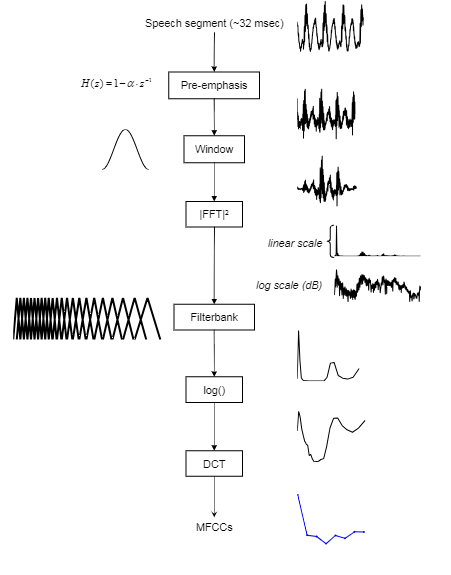 Speech segment (~32 msec)
H(z)=1−α·z⁻¹
Pre-emphasis
Window
|FFT|²
linear scale
log scale (dB)
Filterbank
log()
DCT
MFCCs